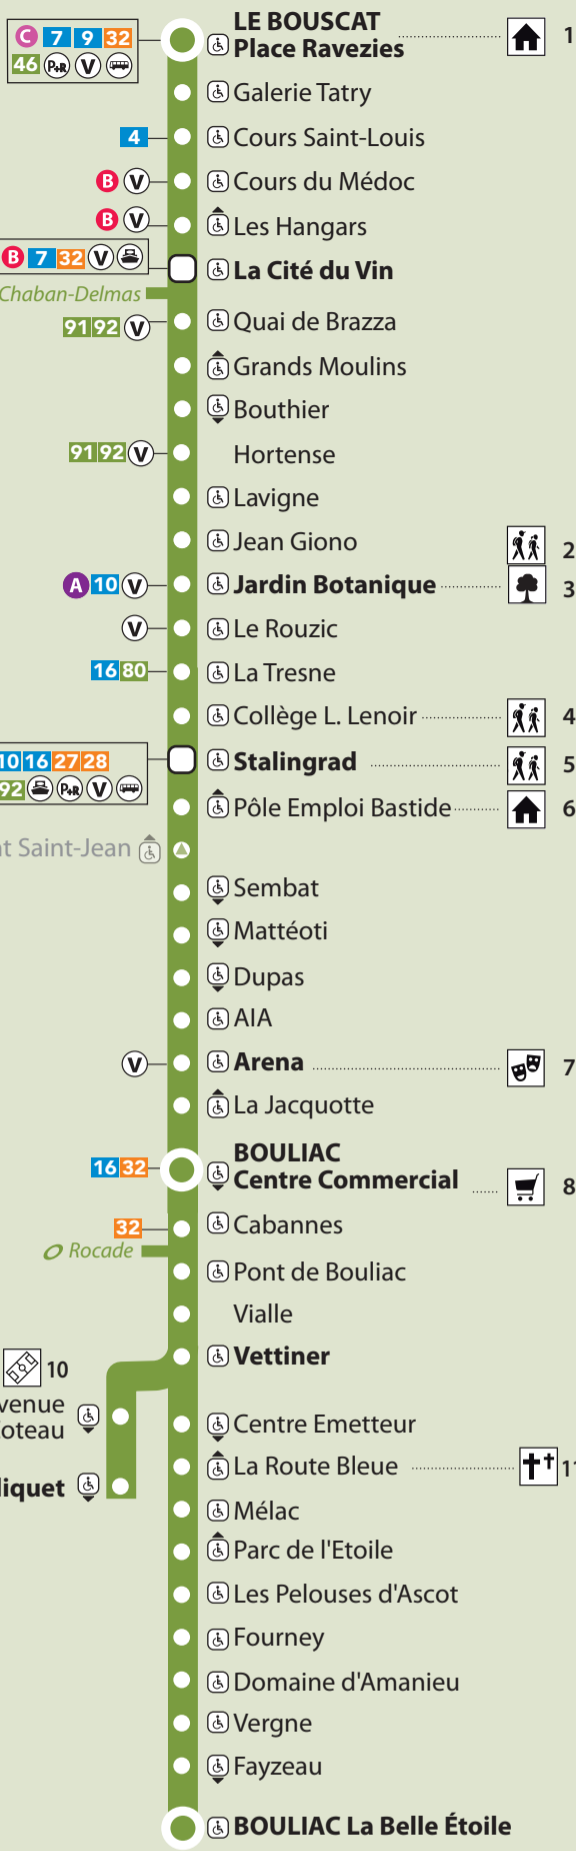 LE BOUSCAT
C 7 9 32
Place Ravezies
1
46 P+R V
Galerie Tatry
4 Cours Saint-Louis
B V Cours du Médoc
B V Les Hangars
B 7 32 V La Cité du Vin
Chaban-Delmas
91 92 V Quai de Brazza
Grands Moulins
Bouthier
91 92 V Hortense
Lavigne
Jean Giono 2
A 10 V Jardin Botanique 3
V Le Rouzic
16 80 La Tresne
Collège L. Lenoir 4
10 16 27 28 Stalingrad 5
92 P+R V
Pôle Emploi Bastide 6
Saint-Jean
Sembat
Mattéoti
Dupas
AIA
V Arena 7
La Jacquotte
BOULIAC
16 32 Centre Commercial 8
32 Cabannes
Rocade
Pont de Bouliac
Vialle
Vettiner
10
Centre Emetteur
La Route Bleue
Mélac
Parc de l'Etoile
Les Pelouses d'Ascot
Fourney
Domaine d'Amanieu
Vergne
Fayzeau
BOULIAC La Belle Étoile